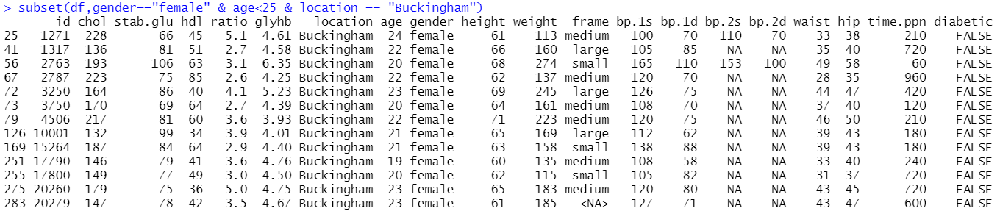 > subset(df,gender=="female" & age<25 & location == "Buckingham")
       id chol stab.glu hdl ratio glyhb   location age gender height weight  frame bp.1s bp.1d bp.2s bp.2d waist hip time.ppn diabetic
25   1271  228       66  45   5.1  4.61 Buckingham  24 female     61    113 medium   100    70   110    70    33  38      210    FALSE
41   1317  136       81  51   2.7  4.58 Buckingham  22 female     66    160  large   105    85    NA    NA    35  40      720    FALSE
56   2763  193      106  63   3.1  6.35 Buckingham  20 female     68    274  small   165   110   153   100    49  58       60    FALSE
67   2787  223       75  85   2.6  4.25 Buckingham  22 female     62    137 medium   120    70    NA    NA    28  35      960    FALSE
72   3250  164       86  40   4.1  5.23 Buckingham  23 female     69    245  large   126    75    NA    NA    44  47      420    FALSE
73   3750  170       69  64   2.7  4.39 Buckingham  20 female     64    161 medium   108    70    NA    NA    37  40      120    FALSE
79   4506  217       81  60   3.6  3.93 Buckingham  22 female     71    223 medium   120    75    NA    NA    46  50      210    FALSE
126 10001  132       99  34   3.9  4.01 Buckingham  21 female     65    169  large   112    62    NA    NA    39  43      180    FALSE
169 15264  187       84  64   2.9  4.40 Buckingham  21 female     63    158  small   138    88    NA    NA    39  43      180    FALSE
251 17790  146       79  41   3.6  4.76 Buckingham  19 female     60    135 medium   108    58    NA    NA    33  40      240    FALSE
255 17800  149       77  49   3.0  4.50 Buckingham  20 female     62    115  small   105    82    NA    NA    31  37      720    FALSE
275 20260  179       75  36   5.0  4.75 Buckingham  23 female     65    183 medium   120    80    NA    NA    43  45      720    FALSE
283 20279  147       78  42   3.5  4.67 Buckingham  23 female     61    185   <NA>   127    71    NA    NA    43  47      600    FALSE